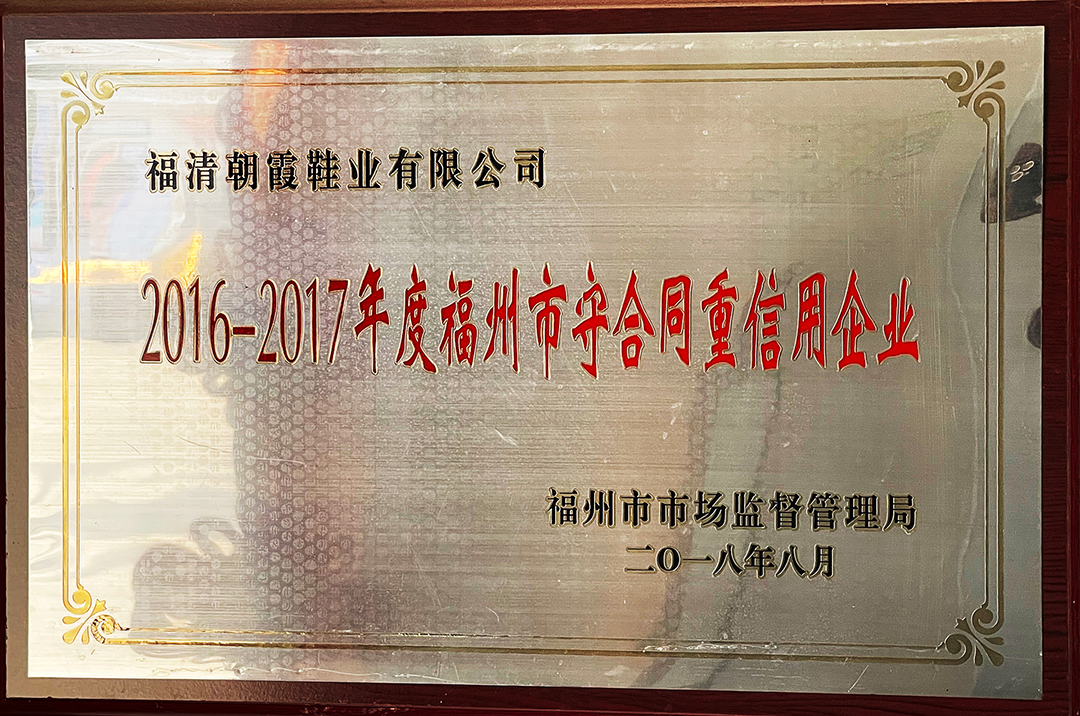 福清朝霞鞋业有限公司
2016-2017年度福州市守合同重信用企业
福州市市场监督管理局
二〇一八年八月